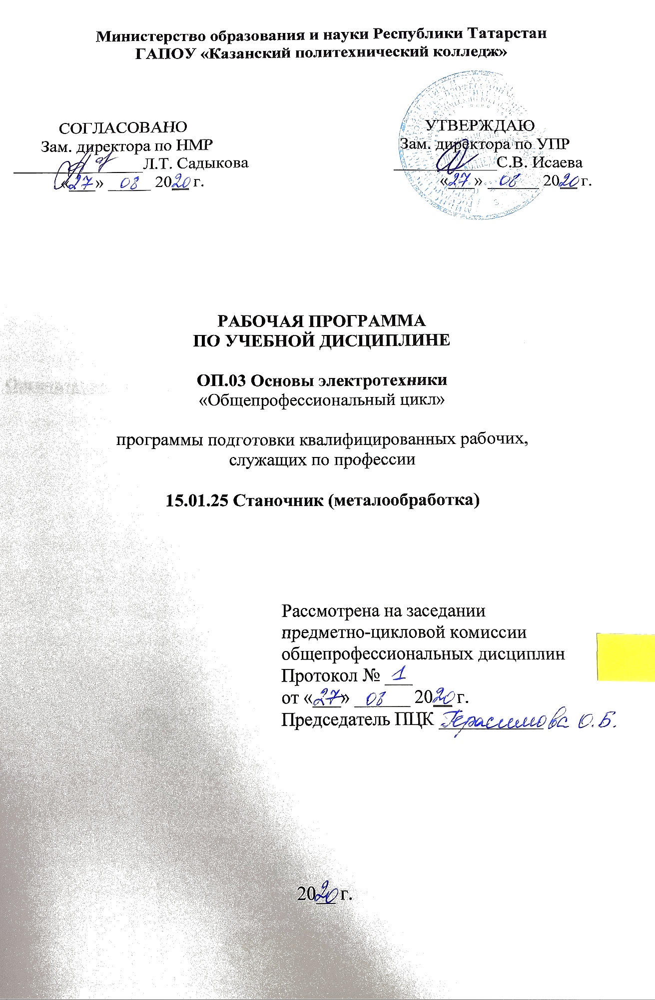 Министерство образования и науки Республики Татарстан
ГАПОУ «Казанский политехнический колледж»
СОГЛАСОВАНО
Зам. директора по НМР
Л.Т. Садыкова
«27» 08 2020 г.
УТВЕРЖДАЮ
Зам. директора по УПР
С.В. Исаева
«27» 08 2020 г.
РАБОЧАЯ ПРОГРАММА
ПО УЧЕБНОЙ ДИСЦИПЛИНЕ
ОП.03 Основы электротехники
«Общепрофессиональный цикл»
программы подготовки квалифицированных рабочих,
служащих по профессии
15.01.25 Станочник (металообработка)
Рассмотрена на заседании
предметно-цикловой комиссии
общепрофессиональных дисциплин
Протокол № 1
от «27» 08 2020 г.
Председатель ПЦК Герасимова О.Б.
2020 г.